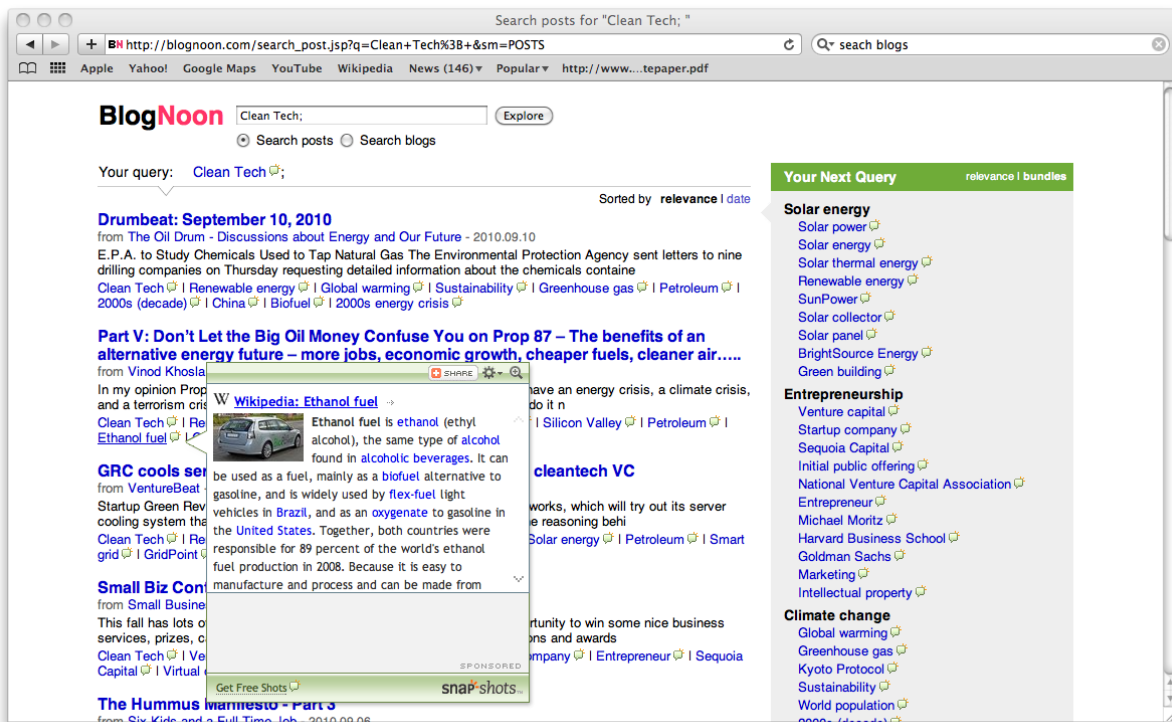 Search posts for "Clean Tech; "
http://blognoon.com/search_post.jsp?q=Clean+Tech%3B+&sm=POSTS
seach blogs
Apple Yahoo! Google Maps YouTube Wikipedia News (146) Popular http://www....tepaper.pdf
BlogNoon
Clean Tech;
Explore
Search posts Search blogs
Your query: Clean Tech ;
Sorted by relevance | date
Drumbeat: September 10, 2010
from The Oil Drum - Discussions about Energy and Our Future - 2010.09.10
E.P.A. to Study Chemicals Used to Tap Natural Gas The Environmental Protection Agency sent letters to nine
drilling companies on Thursday requesting detailed information about the chemicals containe
Clean Tech | Renewable energy | Global warming | Sustainability | Greenhouse gas | Petroleum |
2000s (decade) | China | Biofuel | 2000s energy crisis
Part V: Don't Let the Big Oil Money Confuse You on Prop 87 – The benefits of an
alternative energy future – more jobs, economic growth, cheaper fuels, cleaner air…..
from Vinod Khosla
In my opinion Prop have an energy crisis, a climate crisis,
and a terrorism cris do it n
Clean Tech | Re | Silicon Valley | Petroleum |
Ethanol fuel |
SHARE
W Wikipedia: Ethanol fuel
Ethanol fuel is ethanol (ethyl
alcohol), the same type of alcohol
found in alcoholic beverages. It can
be used as a fuel, mainly as a biofuel alternative to
gasoline, and is widely used by flex-fuel light
vehicles in Brazil, and as an oxygenate to gasoline in
the United States. Together, both countries were
responsible for 89 percent of the world's ethanol
fuel production in 2008. Because it is easy to
manufacture and process and can be made from
SPONSORED
Get Free Shots
snap shots
GRC cools ser cleantech VC
from VentureBeat
Startup Green Rev works, which will try out its server
cooling system tha e reasoning behi
Clean Tech | Re Solar energy | Petroleum | Smart
grid | GridPoint
Small Biz Con
from Small Busine
This fall has lots o rtunity to win some nice business
services, prizes, c ons and awards
Clean Tech | Ve mpany | Entrepreneur | Sequoia
Capital | Virtual
The Hummus Manifesto - Part 3
from Six Kids and a Full Time Job - 2010.09.06
Your Next Query relevance | bundles
Solar energy
Solar power
Solar energy
Solar thermal energy
Renewable energy
SunPower
Solar collector
Solar panel
BrightSource Energy
Green building
Entrepreneurship
Venture capital
Startup company
Sequoia Capital
Initial public offering
National Venture Capital Association
Entrepreneur
Michael Moritz
Harvard Business School
Goldman Sachs
Marketing
Intellectual property
Climate change
Global warming
Greenhouse gas
Kyoto Protocol
Sustainability
World population
2000s (decade)